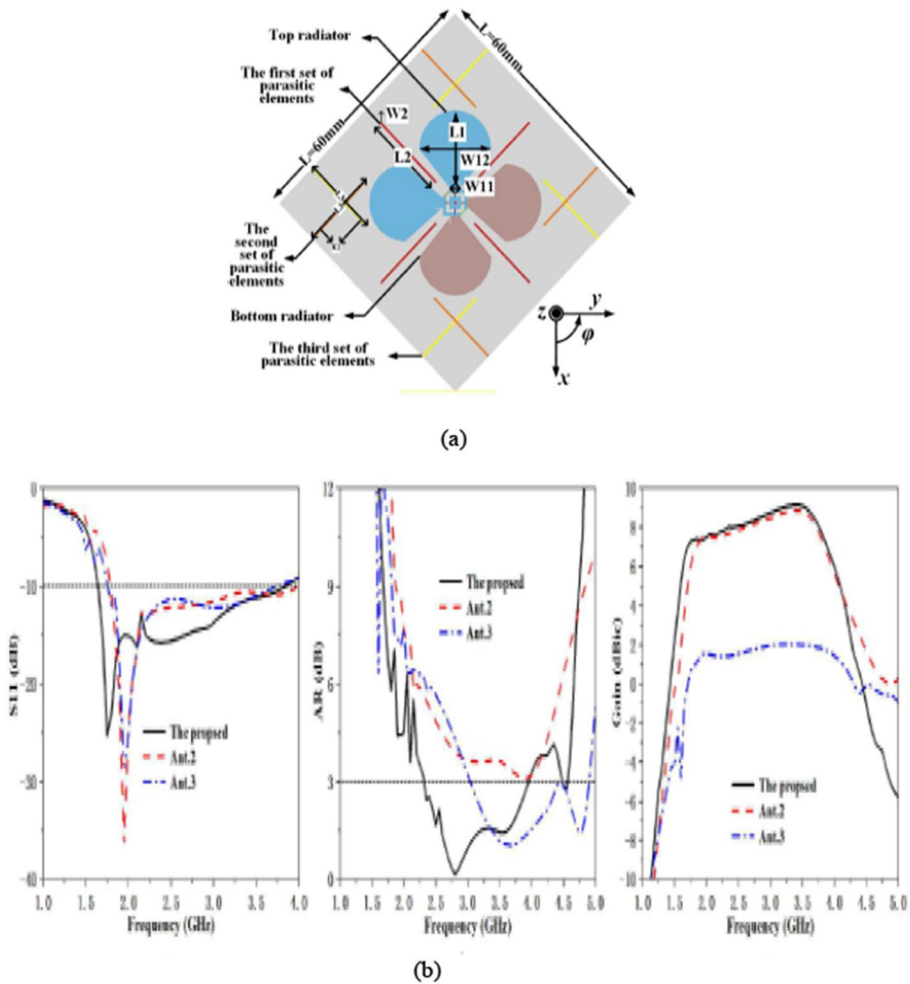 Top radiator
L=60mm
The first set of
parasitic
elements
W2
L1
L=60mm
L2
W12
W11
The
second
set of
parasitic
elements
Bottom radiator
z
y
φ
The third set of
parasitic elements
x
(a)
0
-10
-20
-30
-40
S11 (dB)
The propsed
Ant.2
Ant.3
1.0 1.5 2.0 2.5 3.0 3.5 4.0
Frequency (GHz)
12
9
6
3
0
AR (dB)
The propsed
Ant.2
Ant.3
1.0 1.5 2.0 2.5 3.0 3.5 4.0 4.5 5.0
Frequency (GHz)
10
8
6
4
2
0
-2
-4
-6
-8
-10
Gain (dBic)
The propsed
Ant.2
Ant.3
1.0 1.5 2.0 2.5 3.0 3.5 4.0 4.5 5.0
Frequency (GHz)
(b)